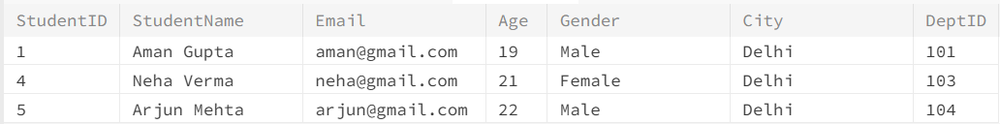 StudentID StudentName Email Age Gender City DeptID
1 Aman Gupta aman@gmail.com 19 Male Delhi 101
4 Neha Verma neha@gmail.com 21 Female Delhi 103
5 Arjun Mehta arjun@gmail.com 22 Male Delhi 104